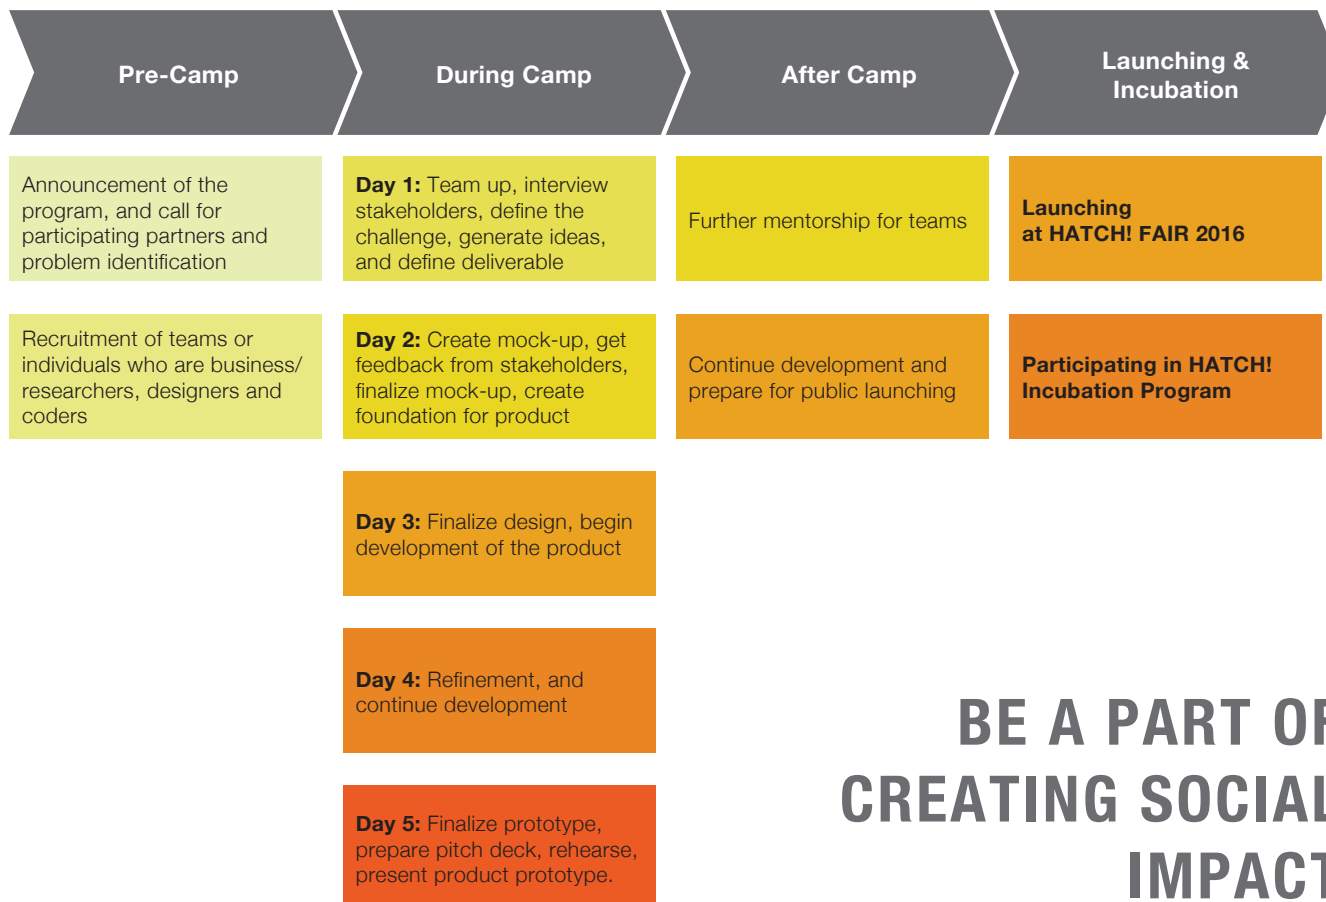 Pre-Camp
During Camp
After Camp
Launching &
Incubation
Announcement of the
program, and call for
participating partners and
problem identification
Recruitment of teams or
individuals who are business/
researchers, designers and
coders
Day 1: Team up, interview
stakeholders, define the
challenge, generate ideas,
and define deliverable
Day 2: Create mock-up, get
feedback from stakeholders,
finalize mock-up, create
foundation for product
Day 3: Finalize design, begin
development of the product
Day 4: Refinement, and
continue development
Day 5: Finalize prototype,
prepare pitch deck, rehearse,
present product prototype.
Further mentorship for teams
Continue development and
prepare for public launching
Launching
at HATCH! FAIR 2016
Participating in HATCH!
Incubation Program
BE A PART OF
CREATING SOCIAL
IMPACT